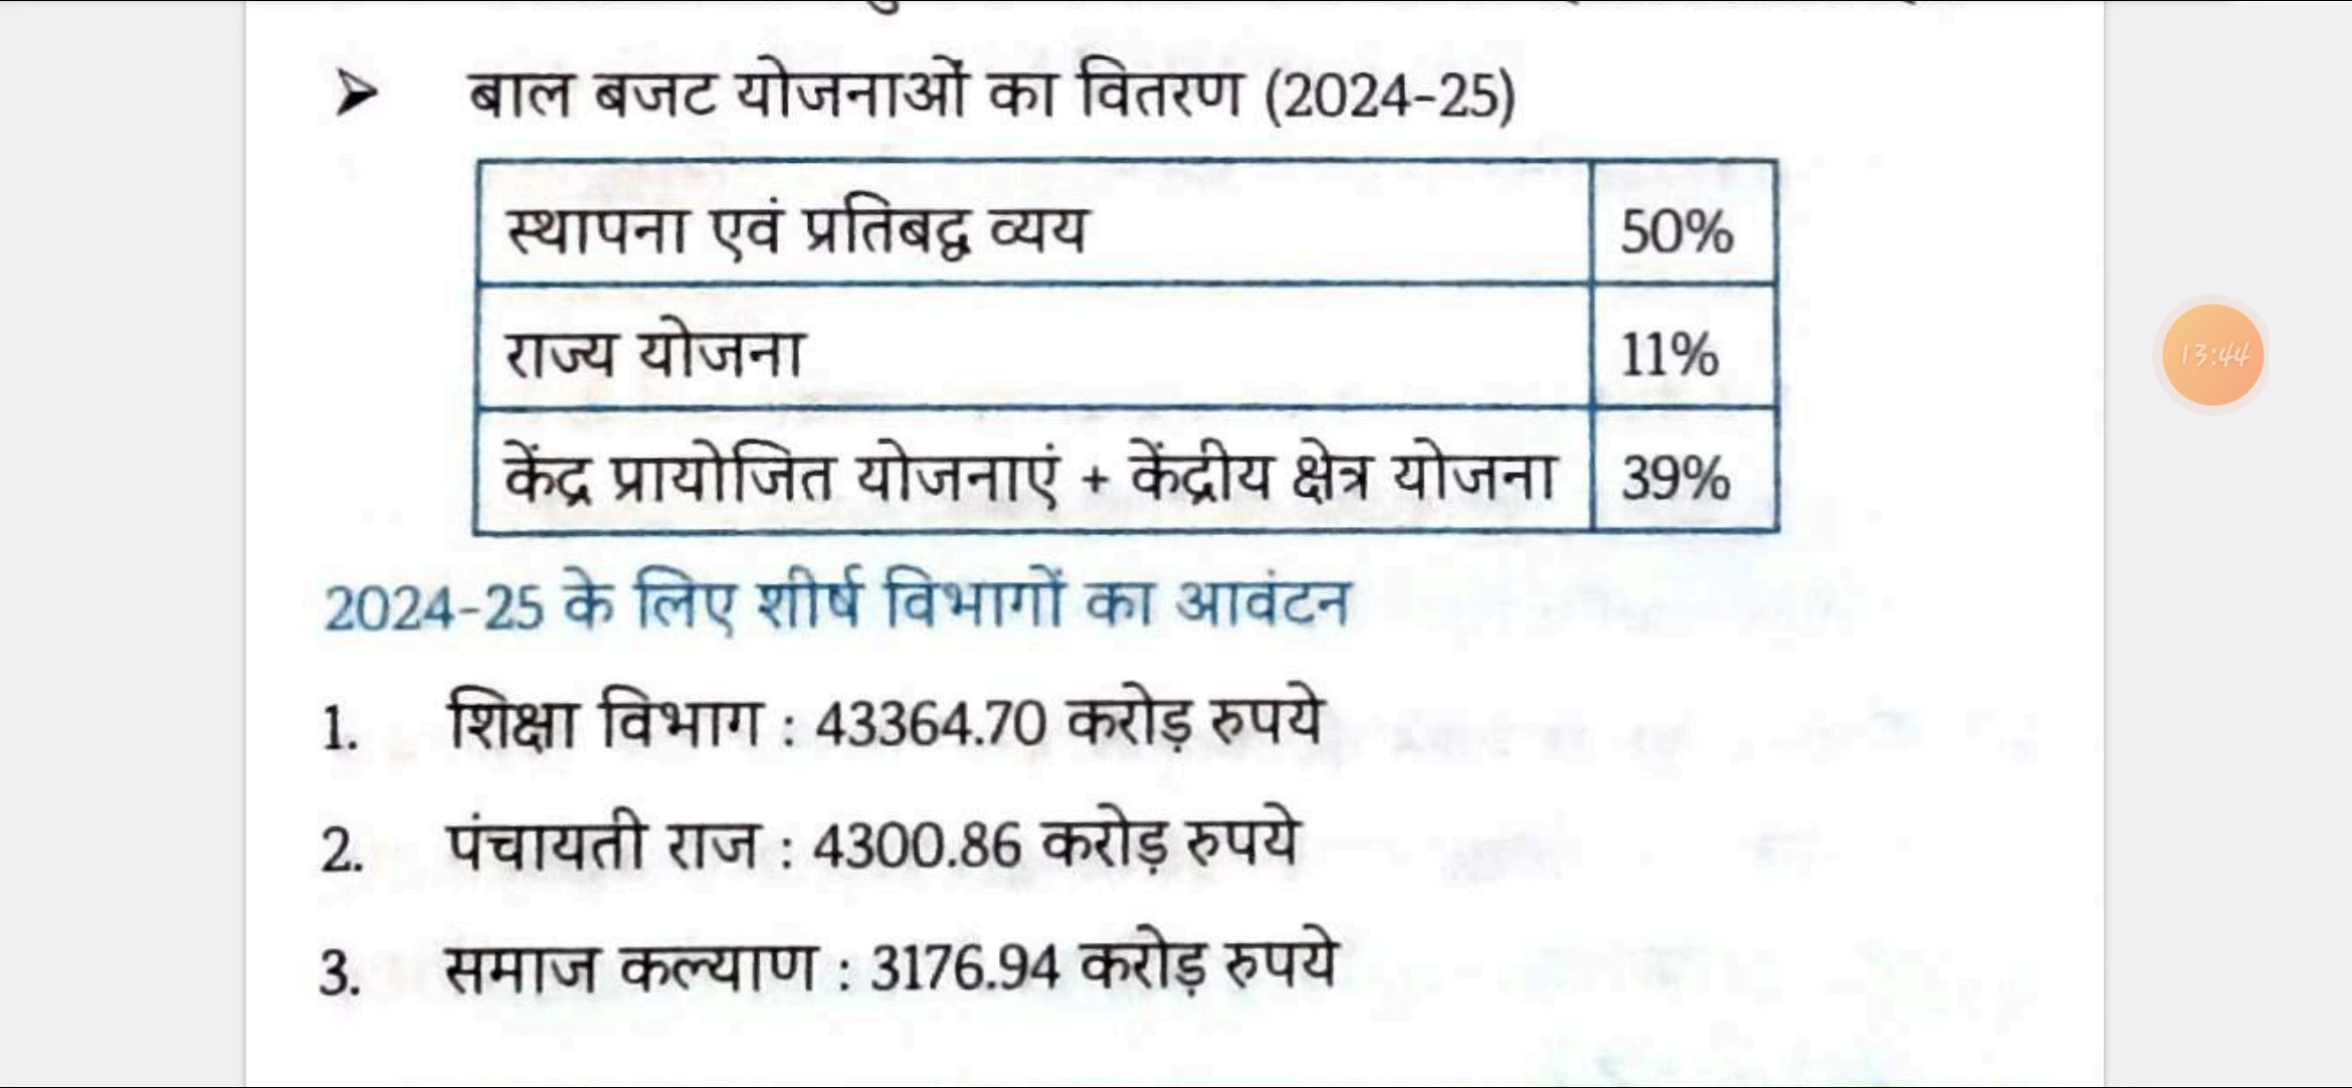 ➤ बाल बजट योजनाओं का वितरण (2024-25)
स्थापना एवं प्रतिबद्ध व्यय 50%
राज्य योजना 11%
केंद्र प्रायोजित योजनाएं + केंद्रीय क्षेत्र योजना 39%
2024-25 के लिए शीर्ष विभागों का आवंटन
1. शिक्षा विभाग : 43364.70 करोड़ रुपये
2. पंचायती राज : 4300.86 करोड़ रुपये
3. समाज कल्याण : 3176.94 करोड़ रुपये
13:44